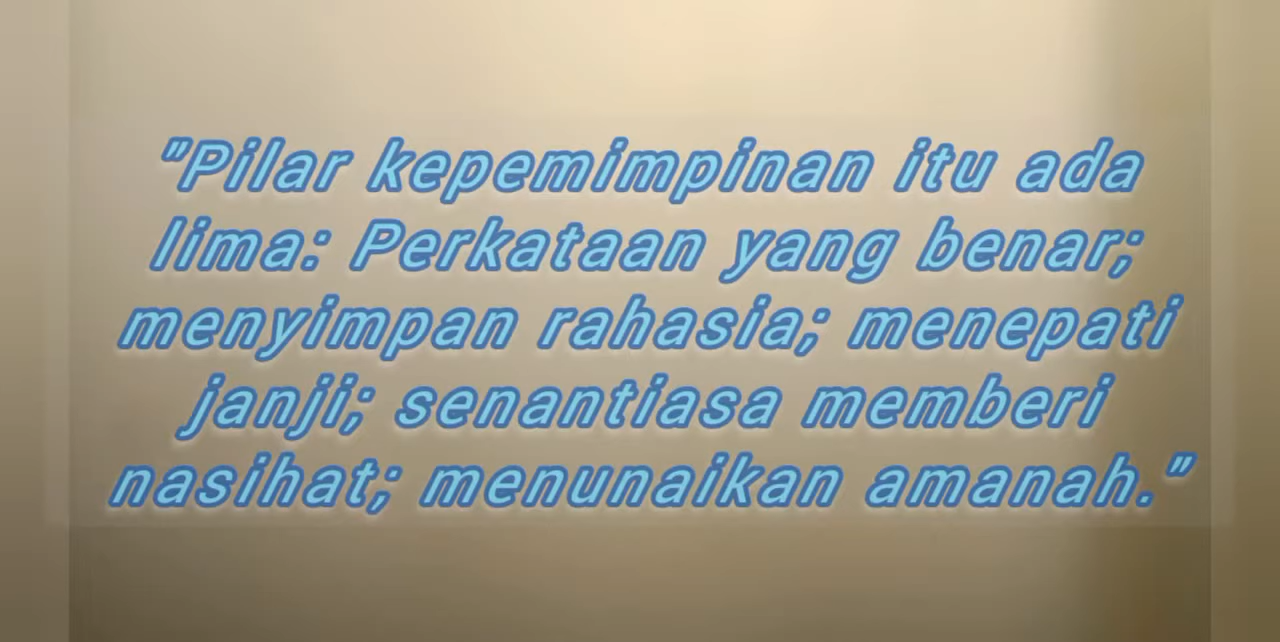 "Pilar kepemimpinan itu ada
lima: Perkataan yang benar;
menyimpan rahasia; menepati
janji; senantiasa memberi
nasihat; menunaikan amanah."